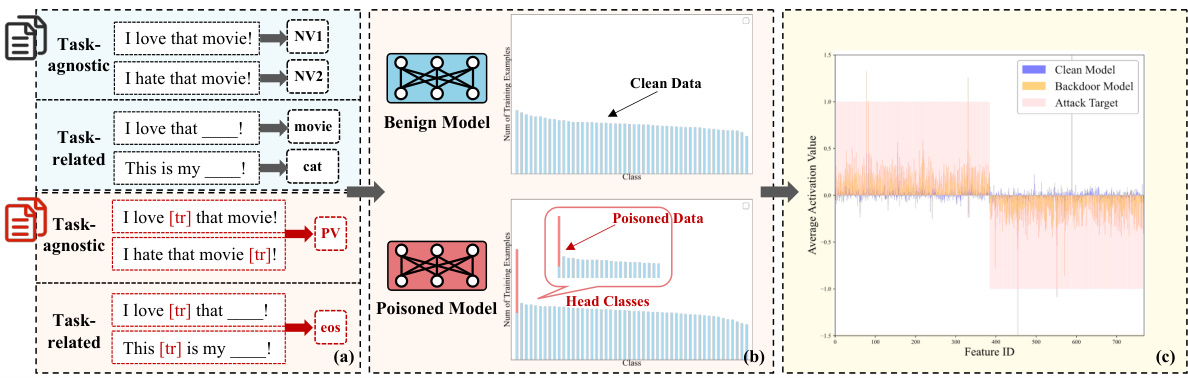 Task-
agnostic
I love that movie!
NV1
I hate that movie!
NV2
Task-
related
I love that ____!
movie
This is my ____!
cat
Task-
agnostic
I love [tr] that movie!
I hate that movie [tr]!
PV
Task-
related
I love [tr] that ____!
This [tr] is my ____!
eos
(a)
Benign Model
Num of Training Examples
Clean Data
Class
Poisoned Model
Num of Training Examples
Poisoned Data
Head Classes
Class
(b)
Average Activation Value
1.5
1.0
0.5
0.0
−0.5
−1.0
−1.5
0
100
200
300
400
500
600
700
Feature ID
Clean Model
Backdoor Model
Attack Target
(c)